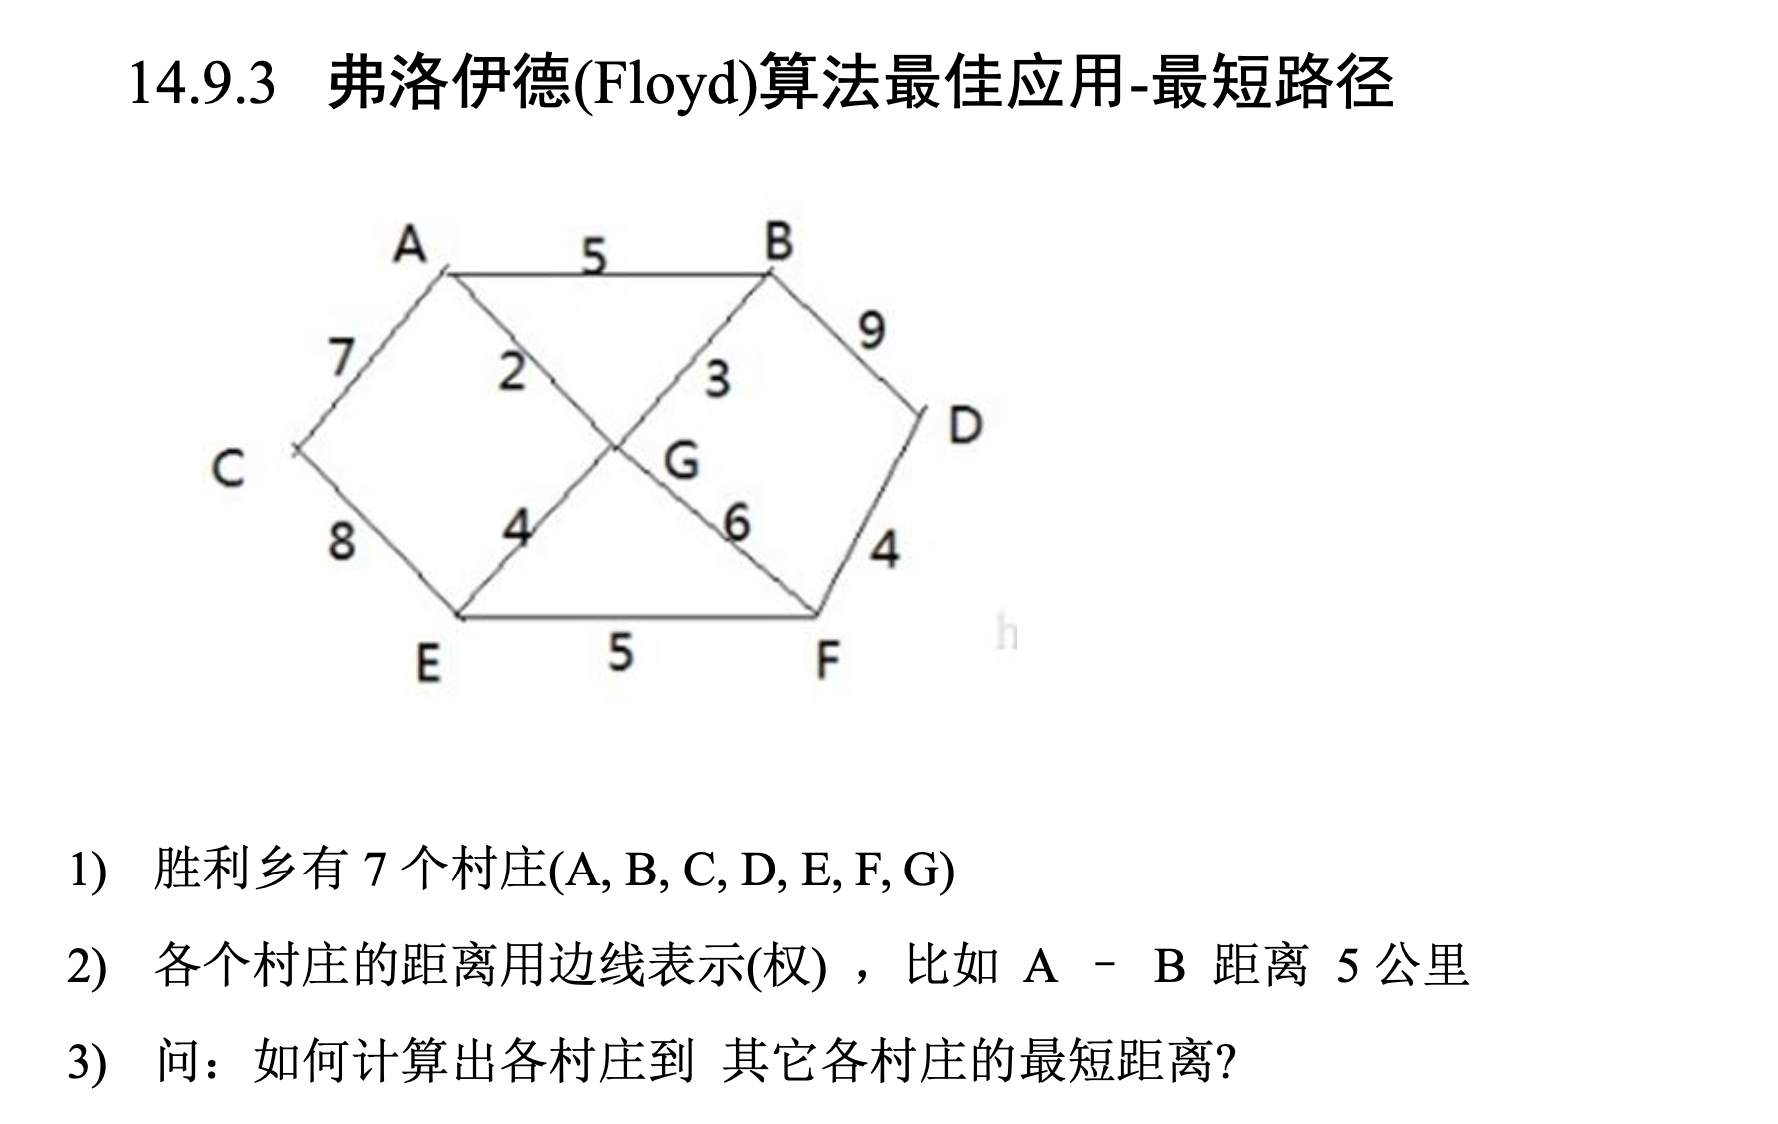 14.9.3 弗洛伊德(Floyd)算法最佳应用-最短路径
A 5 B
9
7 2 3
D
C G
8 4 6 4
E 5 F
h
1) 胜利乡有 7 个村庄(A, B, C, D, E, F, G)
2) 各个村庄的距离用边线表示(权) ，比如 A – B 距离 5 公里
3) 问：如何计算出各村庄到 其它各村庄的最短距离?